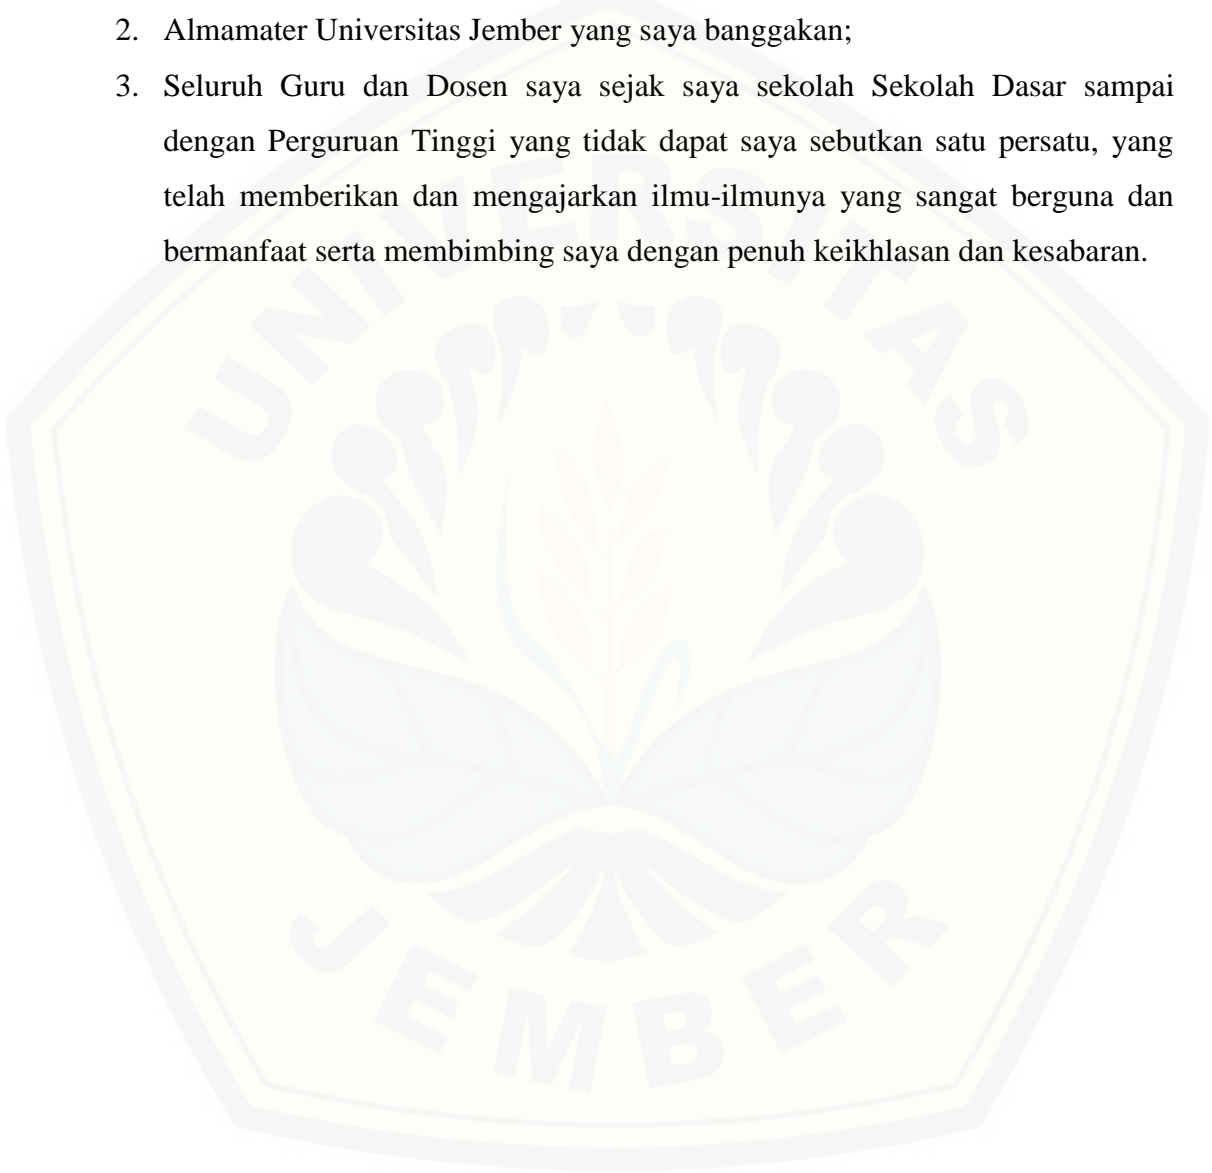 2. Almamater Universitas Jember yang saya banggakan;
3. Seluruh Guru dan Dosen saya sejak saya sekolah Sekolah Dasar sampai
dengan Perguruan Tinggi yang tidak dapat saya sebutkan satu persatu, yang
telah memberikan dan mengajarkan ilmu-ilmunya yang sangat berguna dan
bermanfaat serta membimbing saya dengan penuh keikhlasan dan kesabaran.
UNIVERSITAS
JEMBER